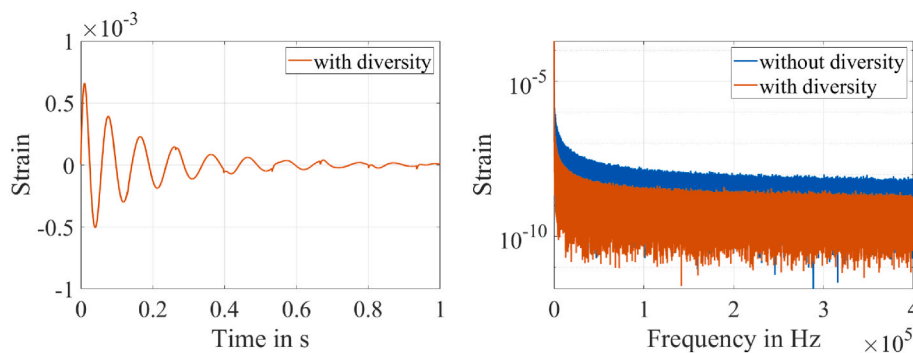 ×10⁻³
1
0.5
0
-0.5
-1
Strain
0 0.2 0.4 0.6 0.8 1
Time in s
with diversity
10⁻⁵
10⁻¹⁰
Strain
0 1 2 3 4
Frequency in Hz ×10⁵
without diversity
with diversity